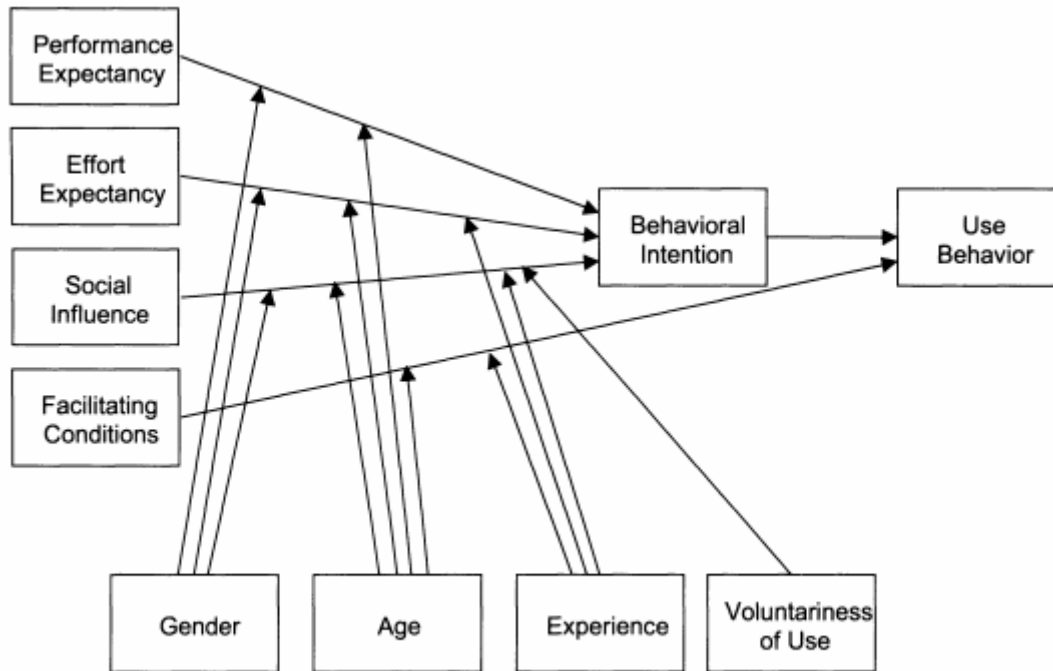 Performance
Expectancy
Effort
Expectancy
Social
Influence
Facilitating
Conditions
Behavioral
Intention
Use
Behavior
Gender
Age
Experience
Voluntariness
of Use